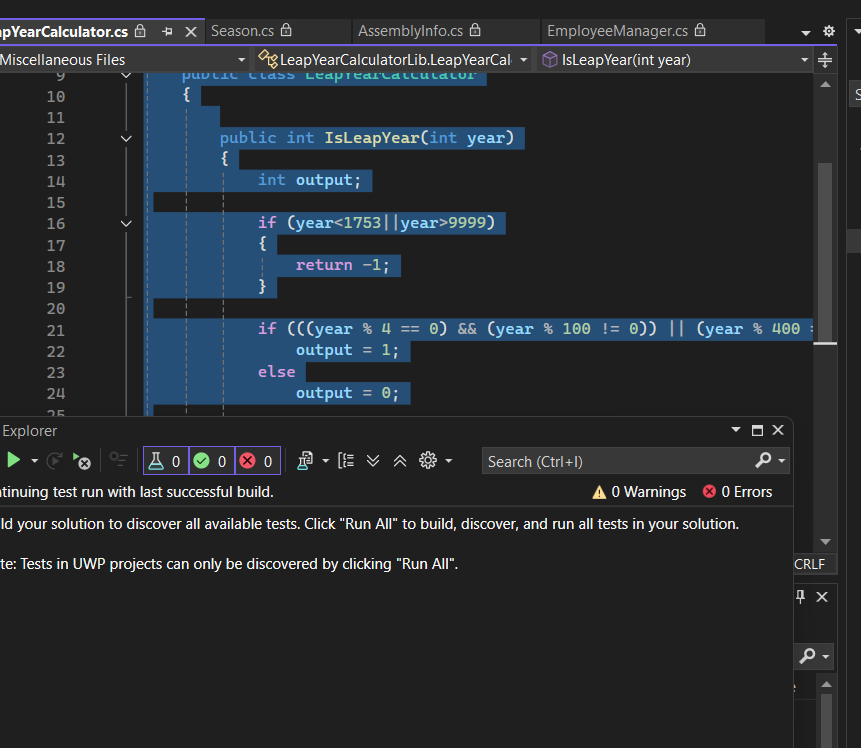 apYearCalculator.cs Season.cs AssemblyInfo.cs EmployeeManager.cs
Miscellaneous Files LeapYearCalculatorLib.LeapYearCal IsLeapYear(int year)
9 public class LeapYearCalculator
10 {
11
12 public int IsLeapYear(int year)
13 {
14 int output;
15
16 if (year<1753||year>9999)
17 {
18 return -1;
19 }
20
21 if (((year % 4 == 0) && (year % 100 != 0)) || (year % 400 =
22 output = 1;
23 else
24 output = 0;
25
Explorer
0 0 0 Search (Ctrl+I)
ntinuing test run with last successful build. 0 Warnings 0 Errors
ld your solution to discover all available tests. Click "Run All" to build, discover, and run all tests in your solution.
te: Tests in UWP projects can only be discovered by clicking "Run All".
CRLF